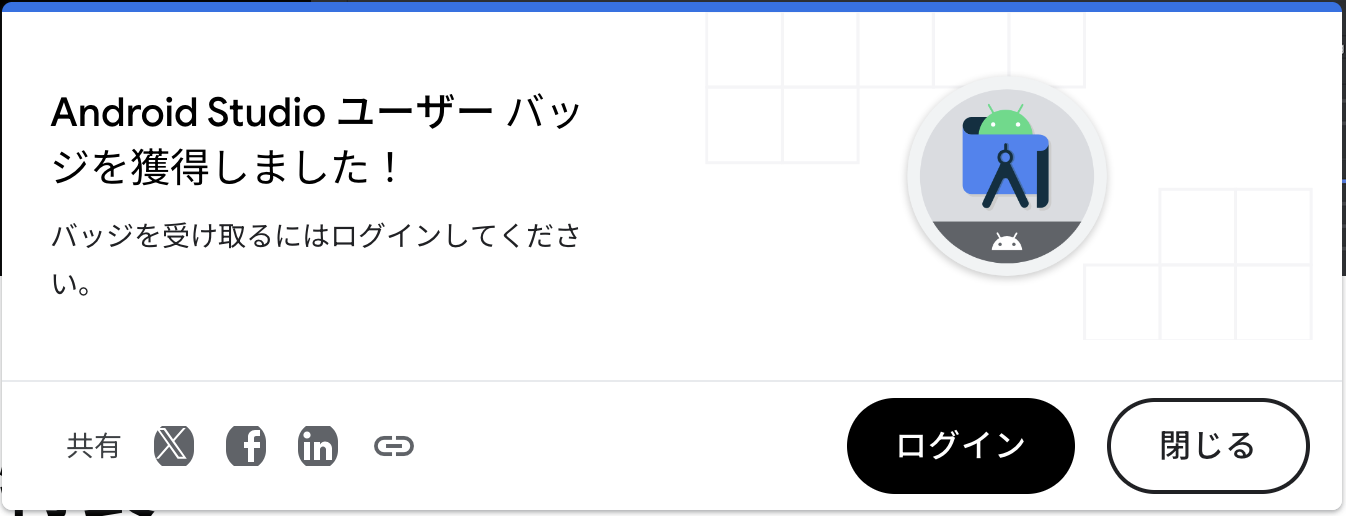 Android Studio ユーザー バッ
ジを獲得しました！
バッジを受け取るにはログインしてくださ
い。
共有
ログイン
閉じる